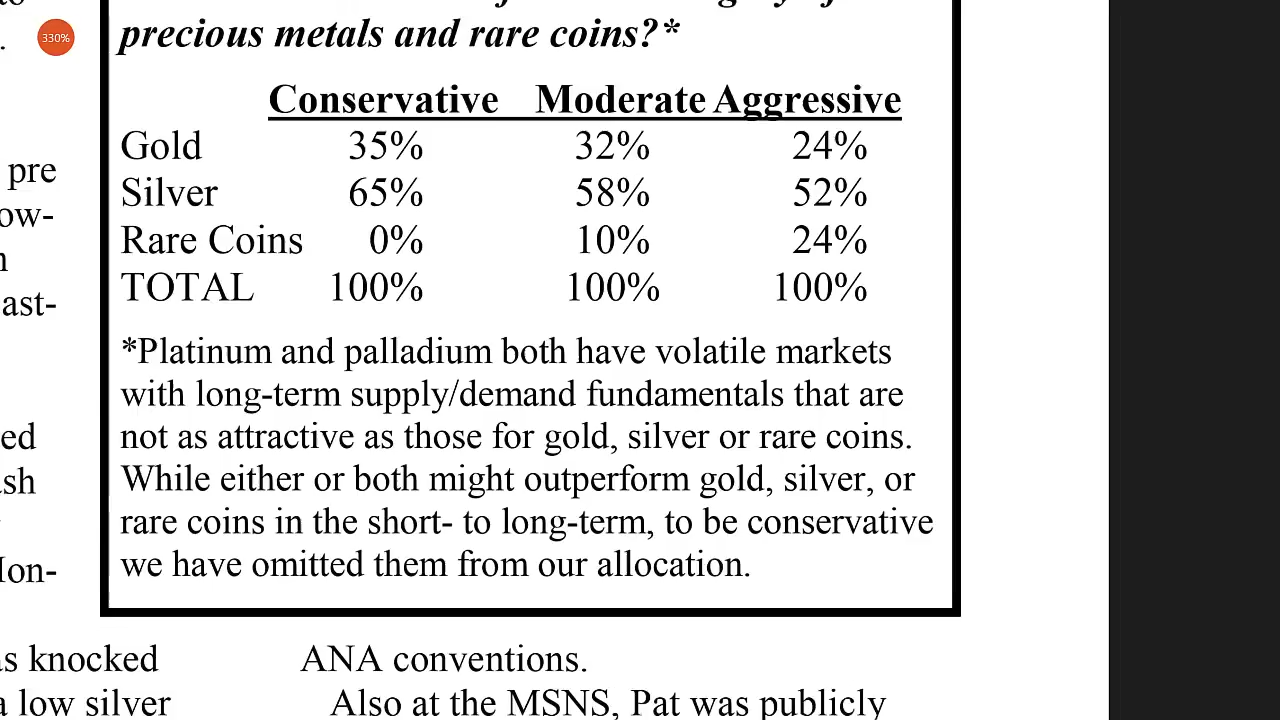 330%
precious metals and rare coins?*
Conservative Moderate Aggressive
Gold 35% 32% 24%
Silver 65% 58% 52%
Rare Coins 0% 10% 24%
TOTAL 100% 100% 100%
*Platinum and palladium both have volatile markets
with long-term supply/demand fundamentals that are
not as attractive as those for gold, silver or rare coins.
While either or both might outperform gold, silver, or
rare coins in the short- to long-term, to be conservative
we have omitted them from our allocation.
pre
ow-
ast-
ed
ash
knocked
a low silver
ANA conventions.
Also at the MSNS, Pat was publicly